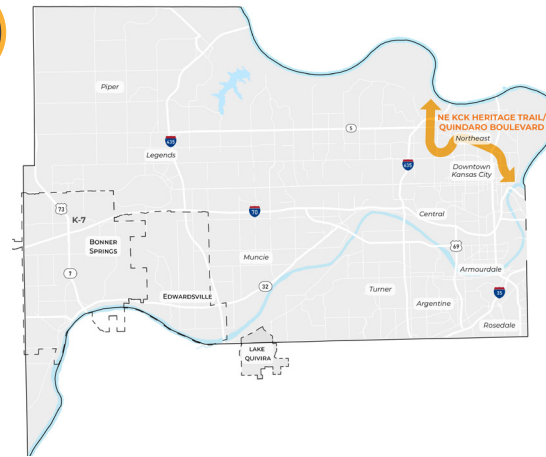 Piper
NE KCK HERITAGE TRAIL/
QUINDARO BOULEVARD
5
Northeast
635
Legends
635
Downtown
Kansas City
73
K-7
70
Central
BONNER
SPRINGS
69
Muncie
7
Armourdale
32
Turner
EDWARDSVILLE
35
Argentine
Rosedale
LAKE
QUIVIRA